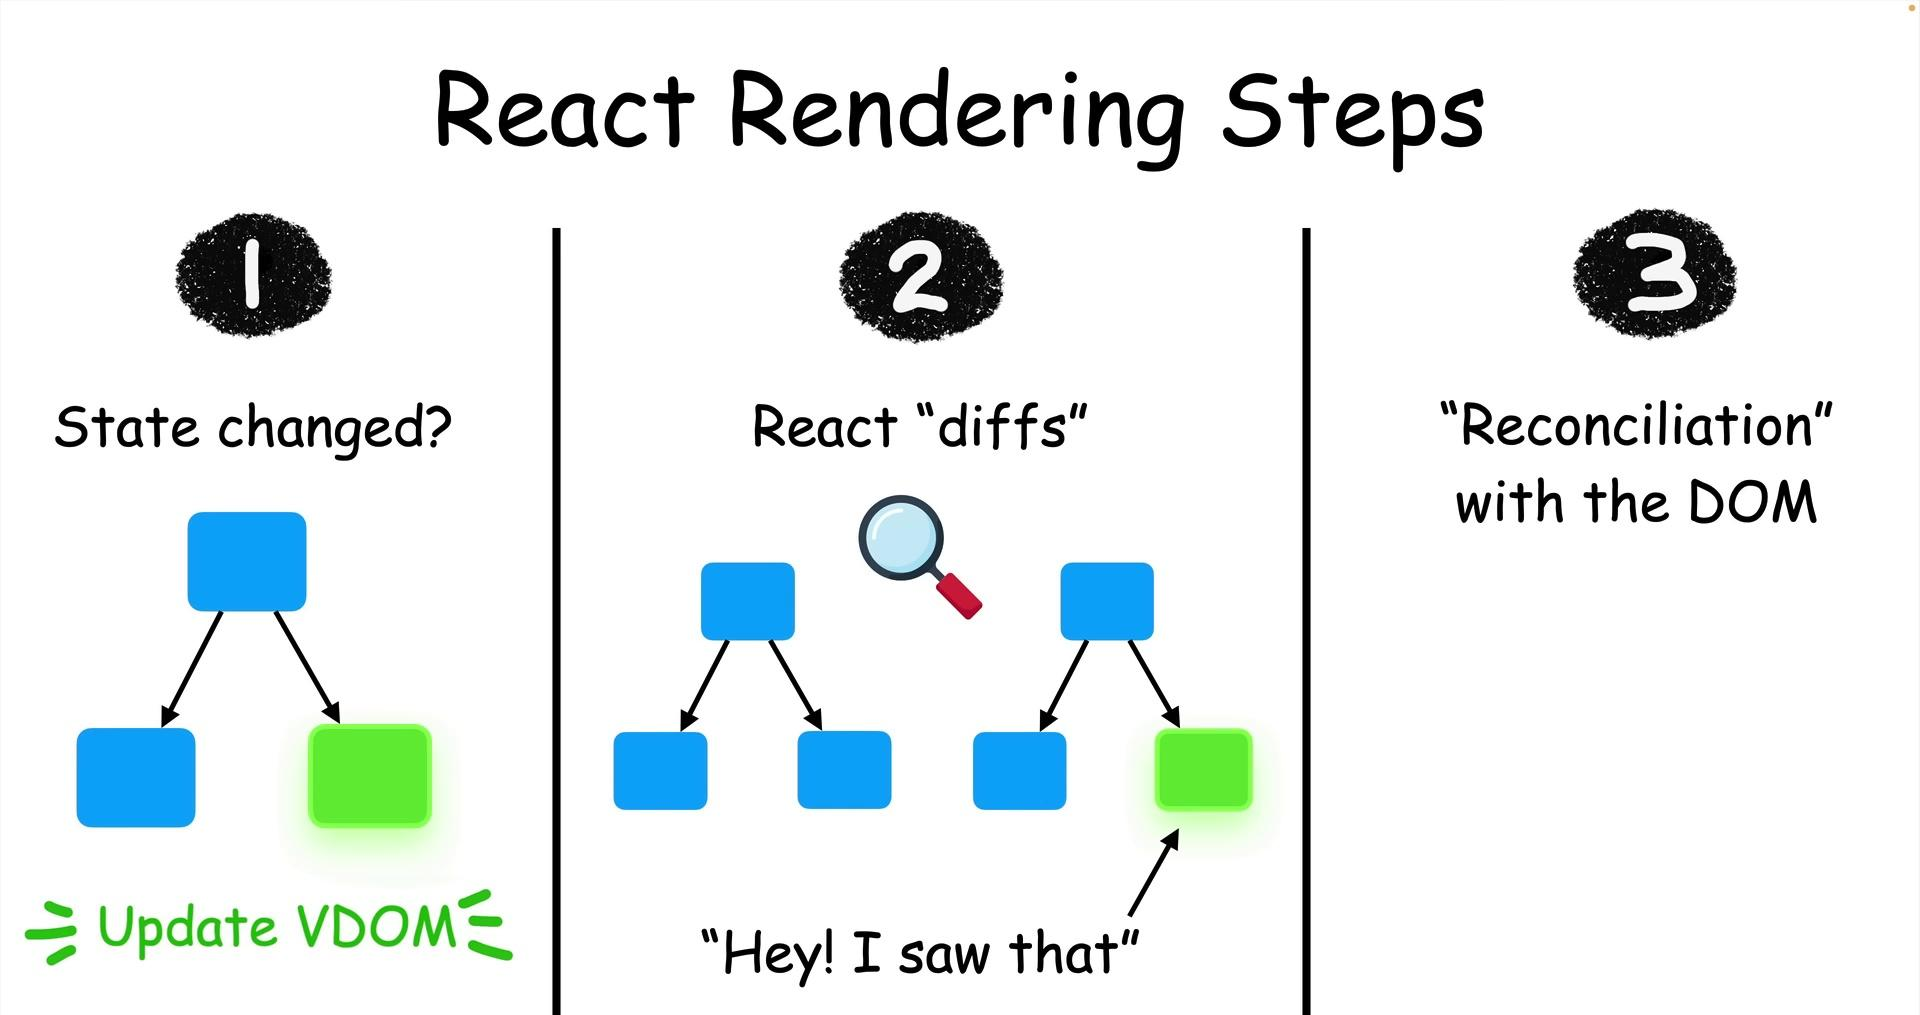 React Rendering Steps
1
State changed?
Update VDOM
2
React “diffs”
“Hey! I saw that”
3
“Reconciliation”
with the DOM